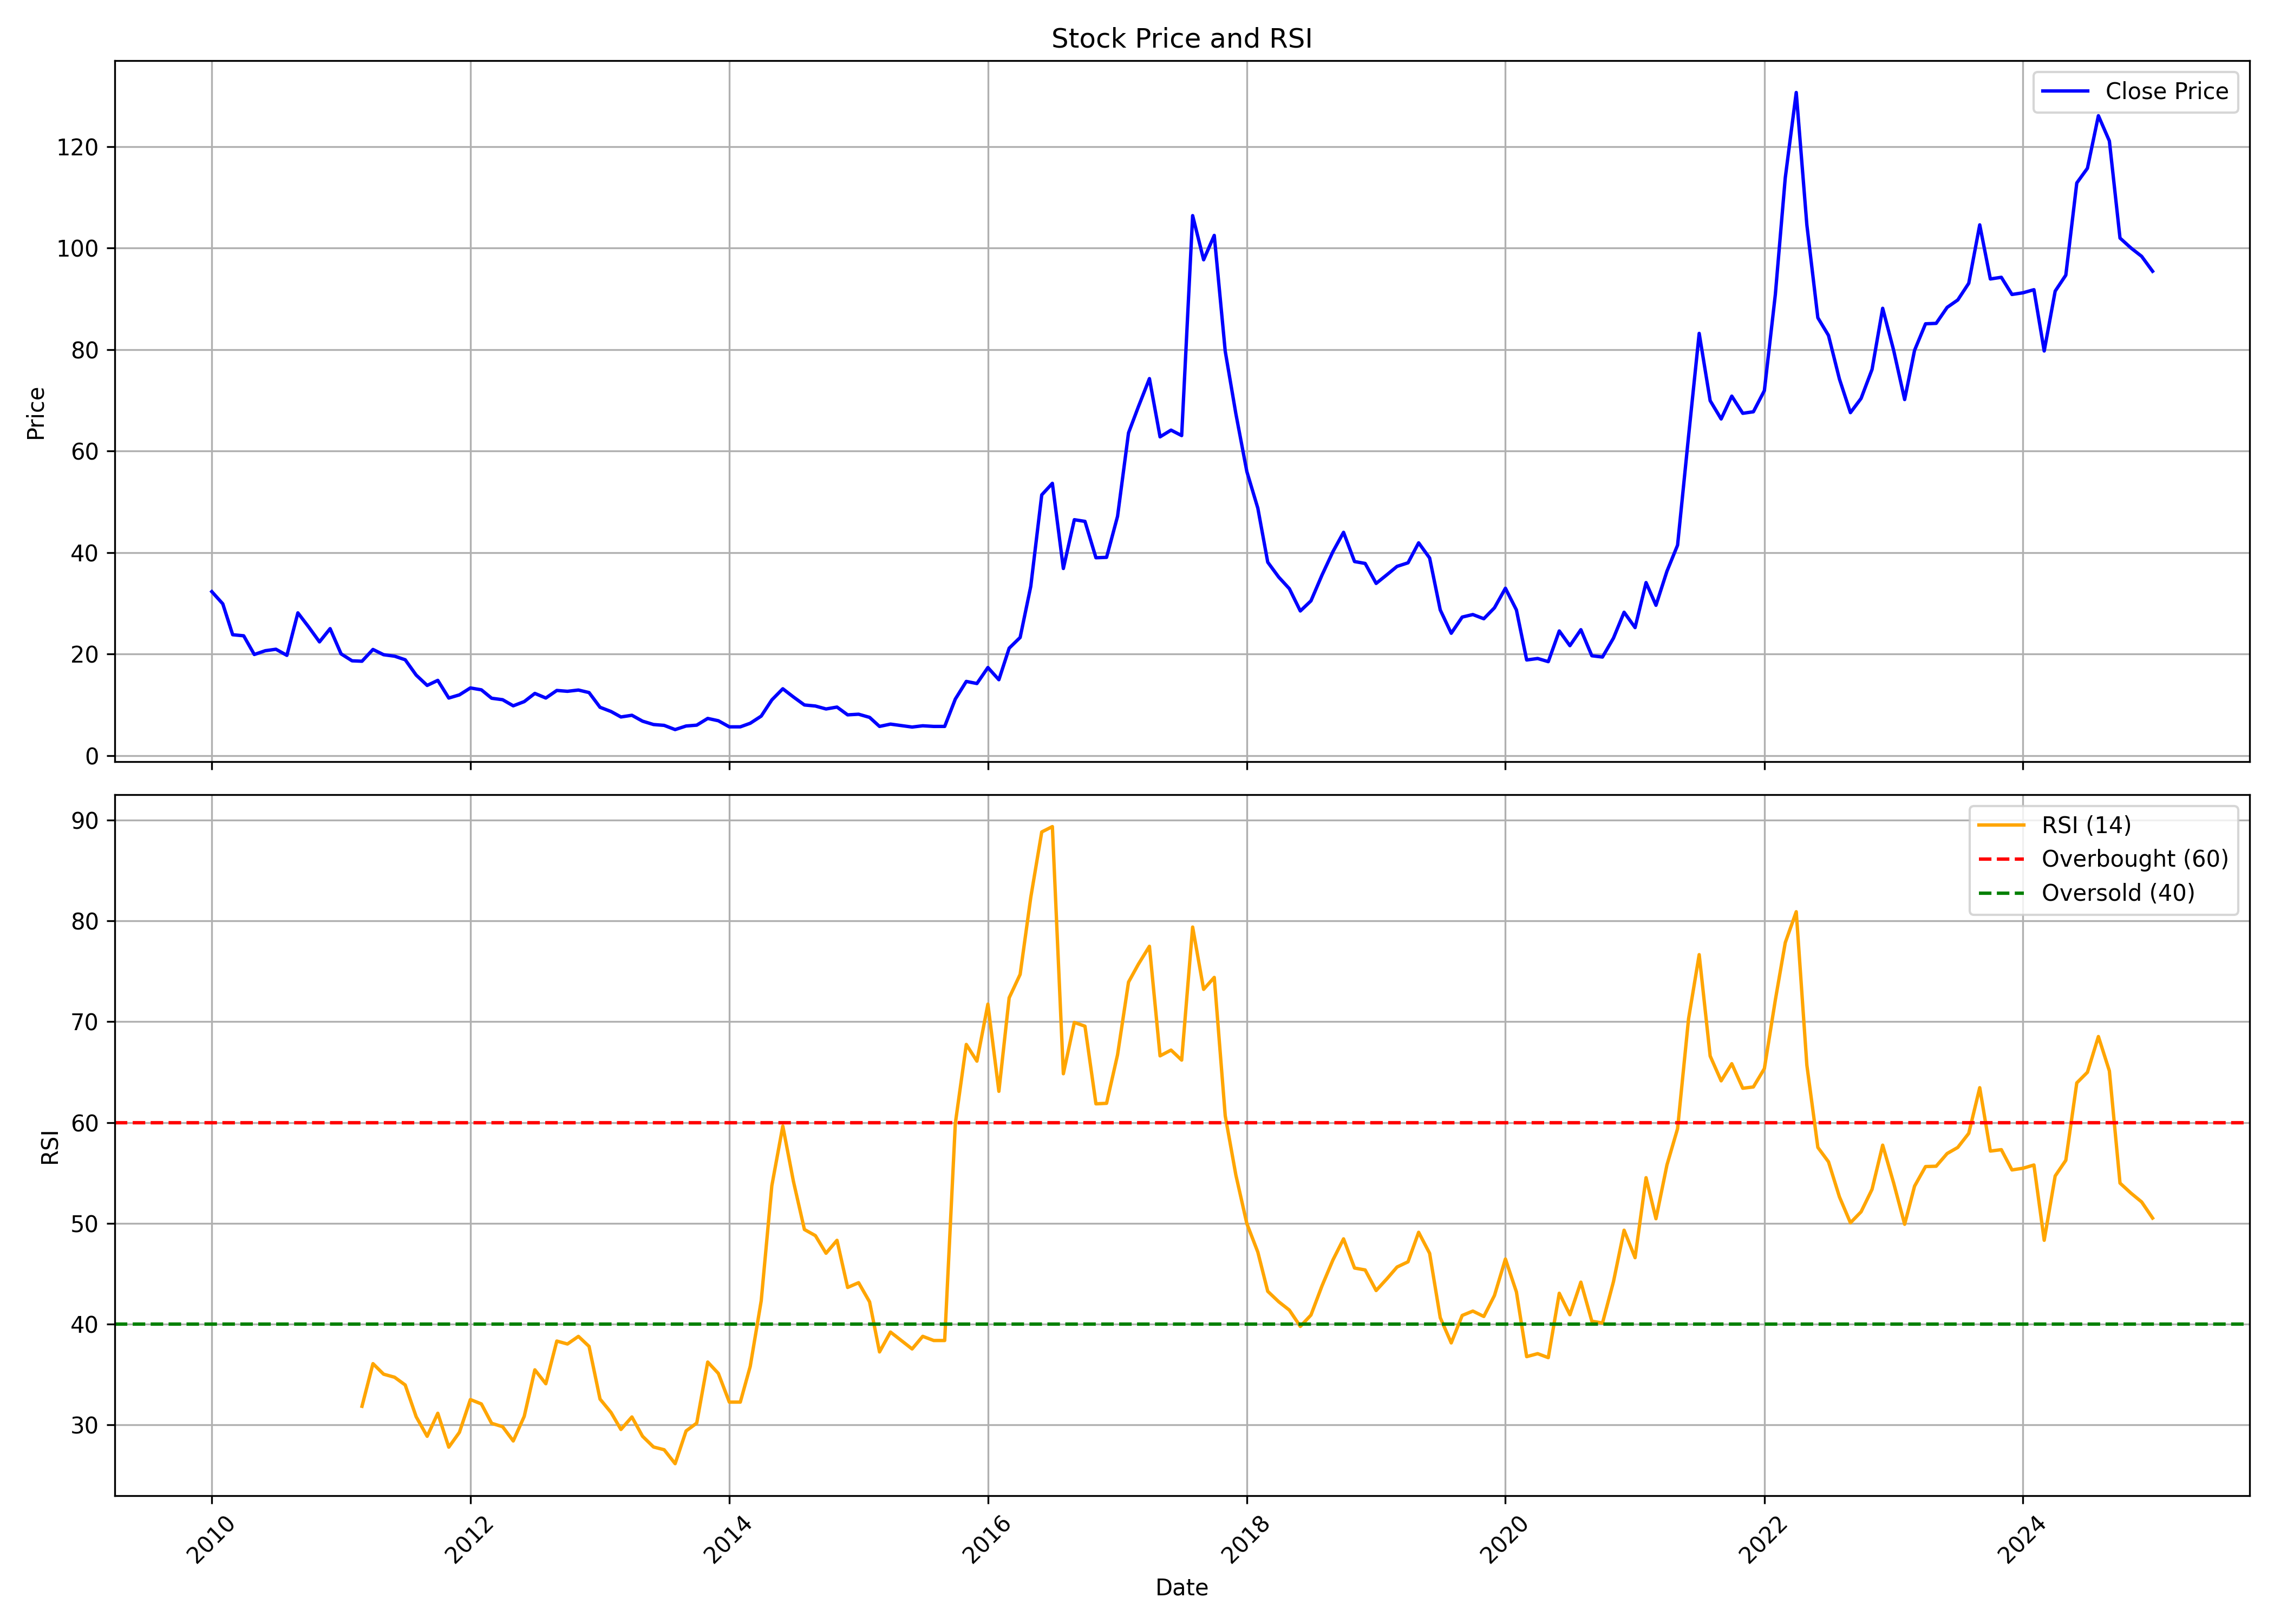 Stock Price and RSI
Close Price
Price
120
100
80
60
40
20
0
RSI (14)
Overbought (60)
Oversold (40)
RSI
90
80
70
60
50
40
30
2010
2012
2014
2016
2018
2020
2022
2024
Date